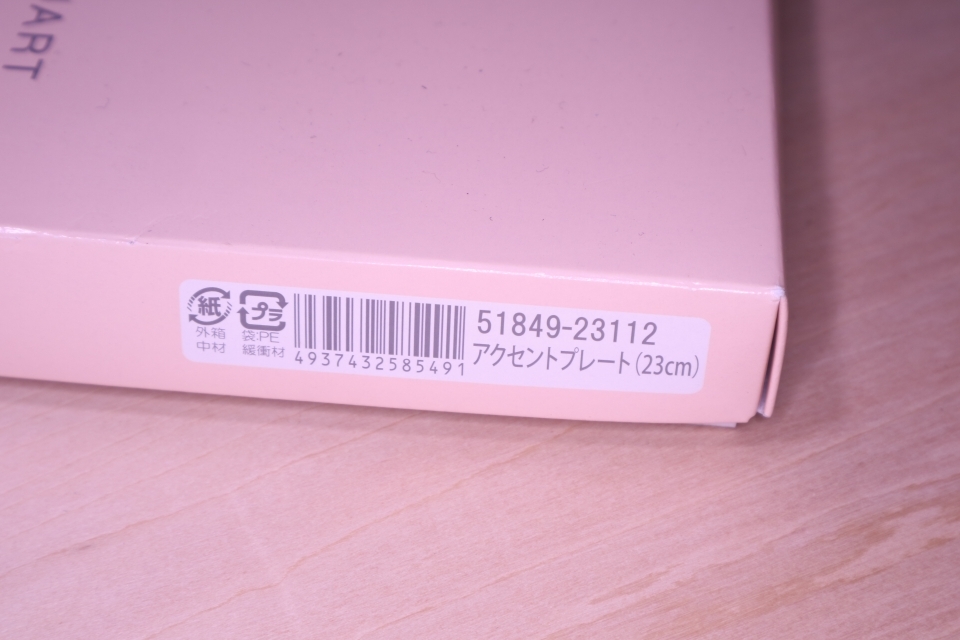 ART
紙
外箱
中材
プラ
袋:PE
緩衝材
4937432585491
51849-23112
アクセントプレート(23cm)